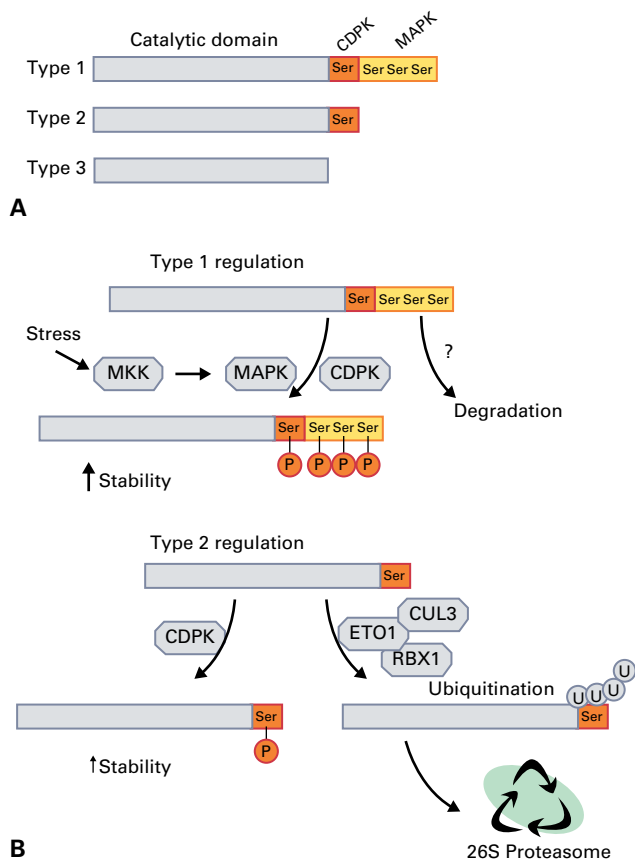 Catalytic domain CDPK MAPK
Type 1 Ser Ser Ser Ser
Type 2 Ser
Type 3
A
Type 1 regulation
Ser Ser Ser Ser
Stress
MKK MAPK CDPK ?
Degradation
Ser Ser Ser Ser
P P P P
Stability
Type 2 regulation
Ser
CDPK ETO1 CUL3
RBX1
Ubiquitination U U U U
Ser Ser
P
Stability
B 26S Proteasome